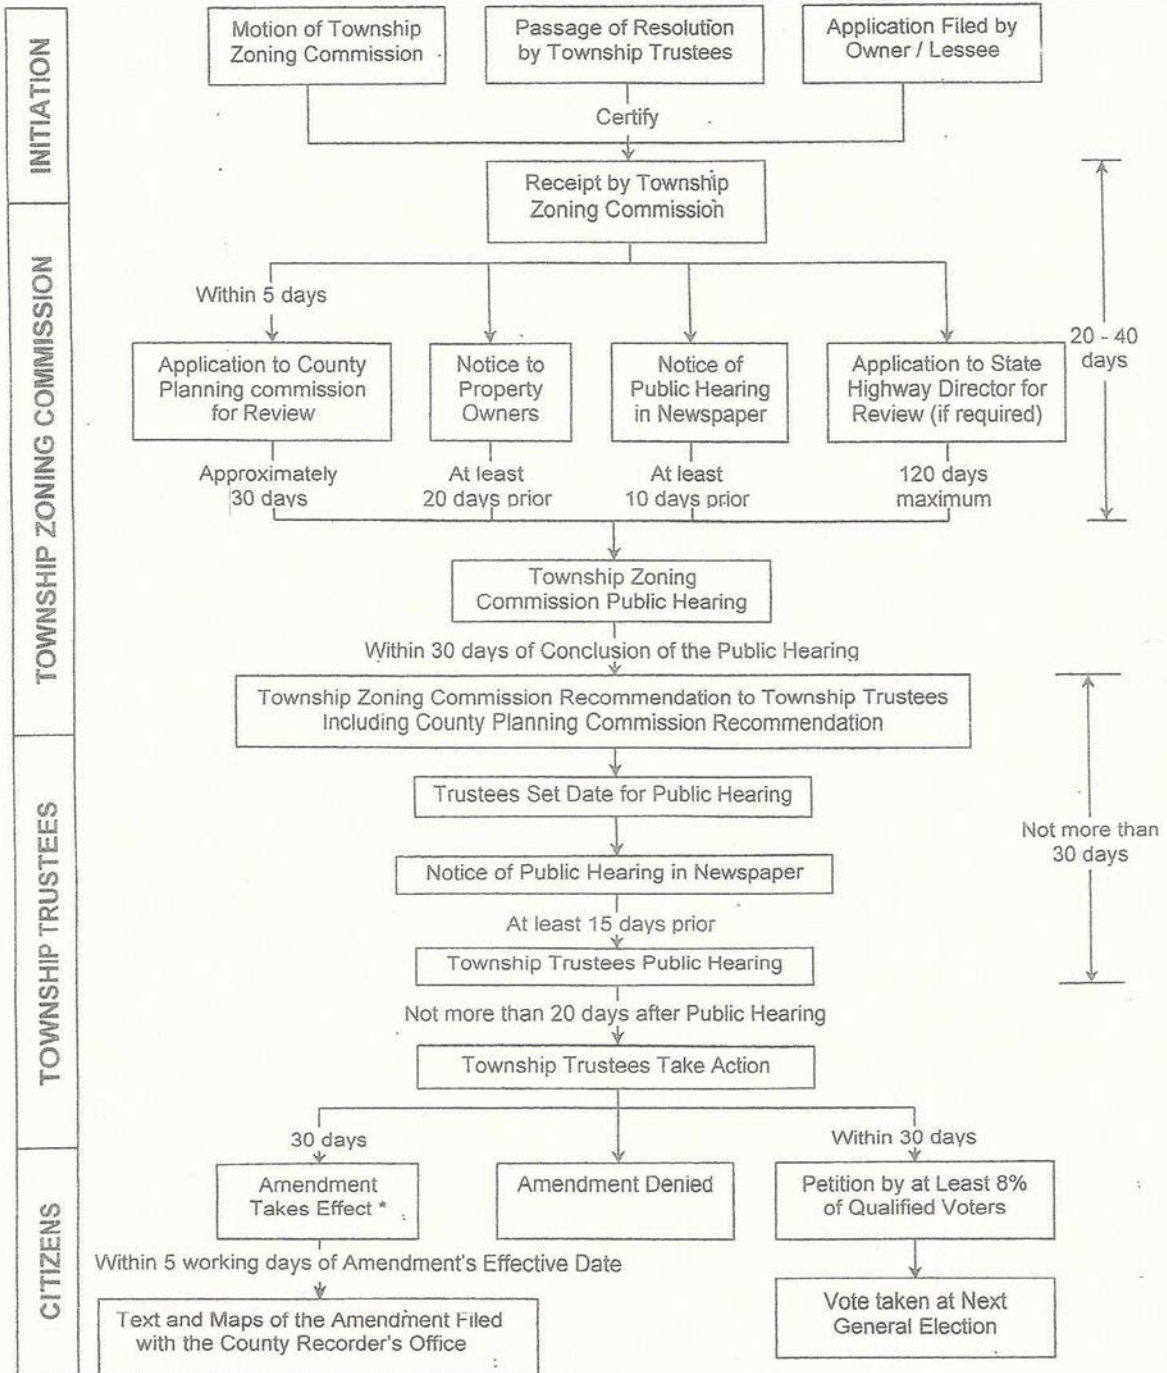 INITIATION
Motion of Township
Zoning Commission
Passage of Resolution
by Township Trustees
Application Filed by
Owner / Lessee
Certify
Receipt by Township
Zoning Commission
TOWNSHIP ZONING COMMISSION
Within 5 days
20 - 40
days
Application to County
Planning commission
for Review
Notice to
Property
Owners
Notice of
Public Hearing
in Newspaper
Application to State
Highway Director for
Review (if required)
Approximately
30 days
At least
20 days prior
At least
10 days prior
120 days
maximum
Township Zoning
Commission Public Hearing
Within 30 days of Conclusion of the Public Hearing
Township Zoning Commission Recommendation to Township Trustees
Including County Planning Commission Recommendation
TOWNSHIP TRUSTEES
Trustees Set Date for Public Hearing
Not more than
30 days
Notice of Public Hearing in Newspaper
At least 15 days prior
Township Trustees Public Hearing
Not more than 20 days after Public Hearing
Township Trustees Take Action
CITIZENS
30 days
Within 30 days
Amendment
Takes Effect *
Amendment Denied
Petition by at Least 8%
of Qualified Voters
Within 5 working days of Amendment's Effective Date
Text and Maps of the Amendment Filed
with the County Recorder's Office
Vote taken at Next
General Election